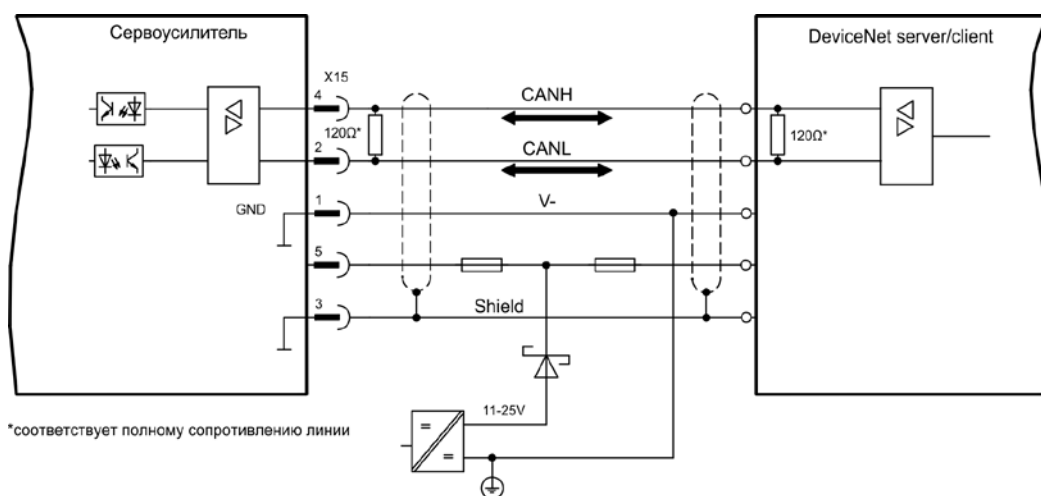 Сервоусилитель
DeviceNet server/client
X15
4
CANH
120Ω*
120Ω*
2
CANL
1
GND
V-
5
3
Shield
11-25V
=
=
*соответствует полному сопротивлению линии